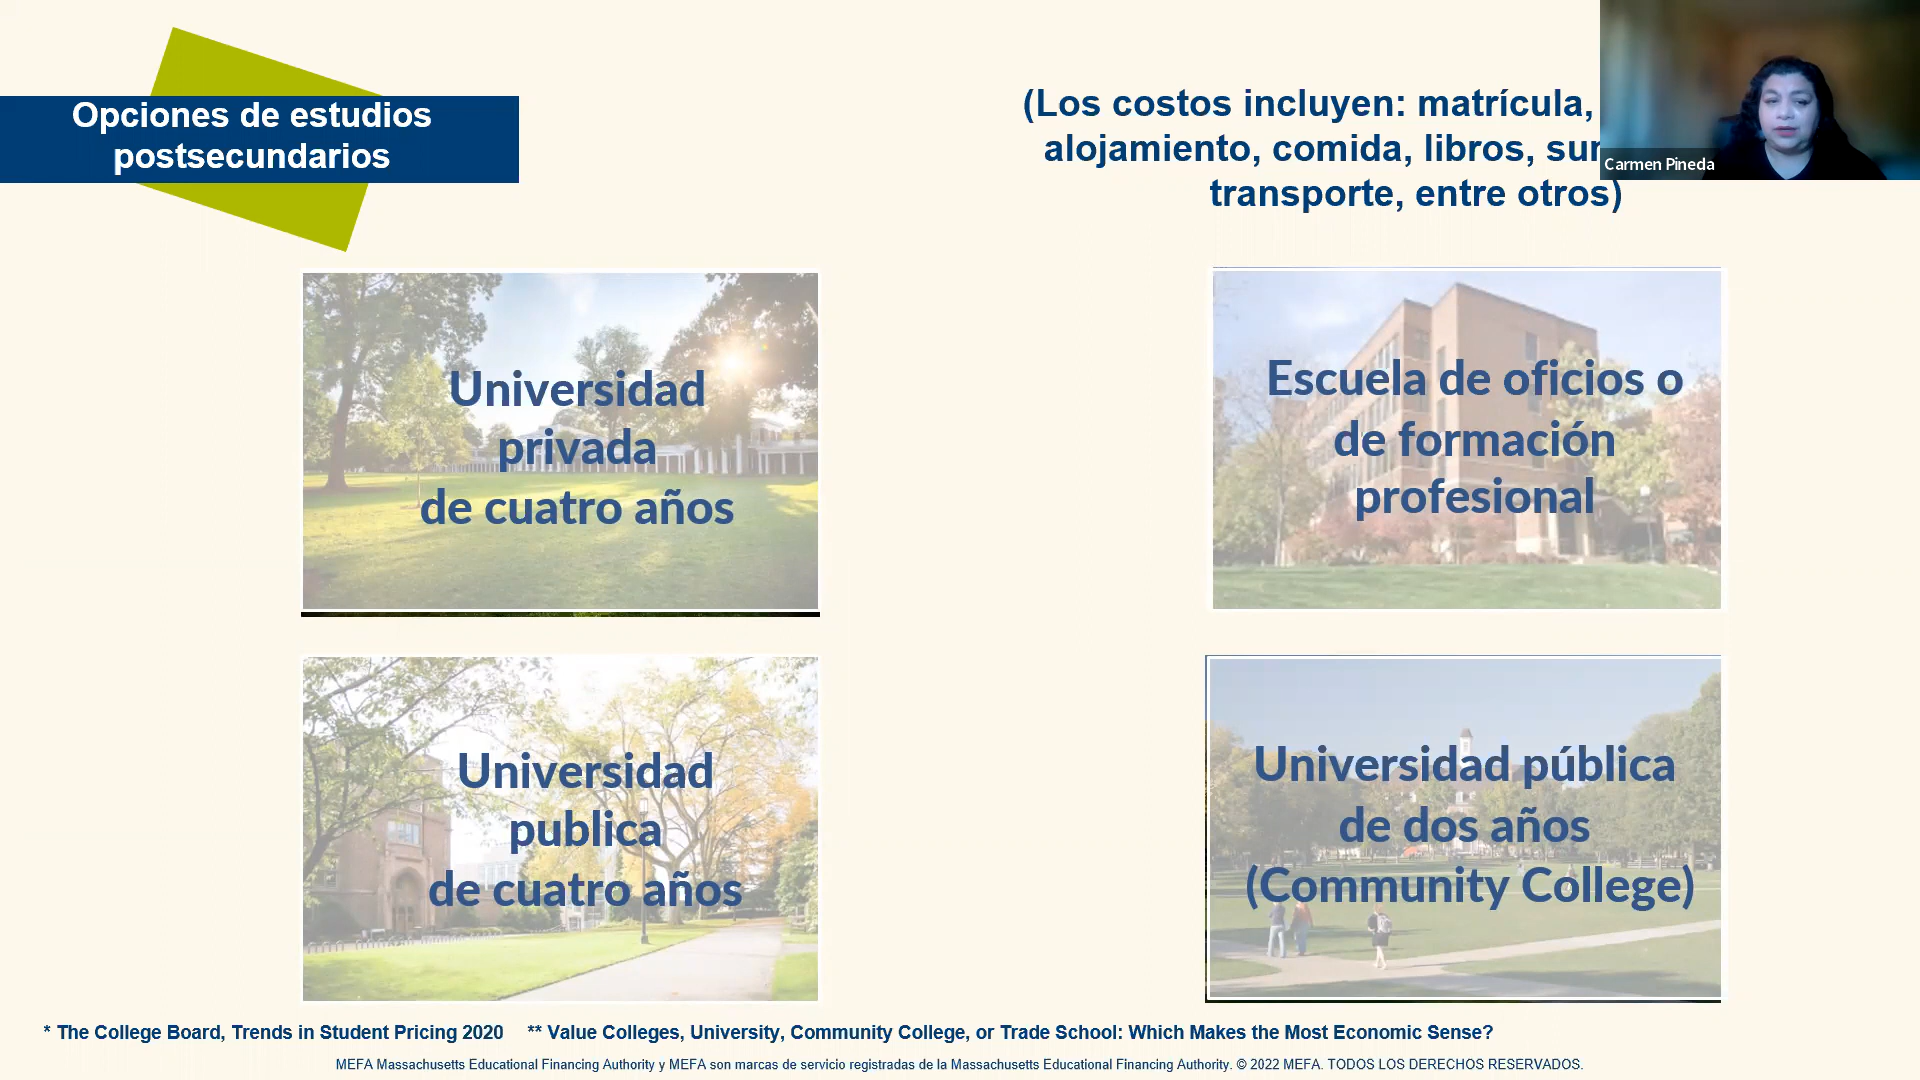 Opciones de estudios
postsecundarios
(Los costos incluyen: matrícula,
alojamiento, comida, libros,
transporte, entre otros)
Carmen Pineda
Universidad
privada
de cuatro años
Escuela de oficios o
de formación
profesional
Universidad
publica
de cuatro años
Universidad pública
de dos años
(Community College)
* The College Board, Trends in Student Pricing 2020 ** Value Colleges, University, Community College, or Trade School: Which Makes the Most Economic Sense?
MEFA Massachusetts Educational Financing Authority y MEFA son marcas de servicio registradas de la Massachusetts Educational Financing Authority. © 2022 MEFA. TODOS LOS DERECHOS RESERVADOS.